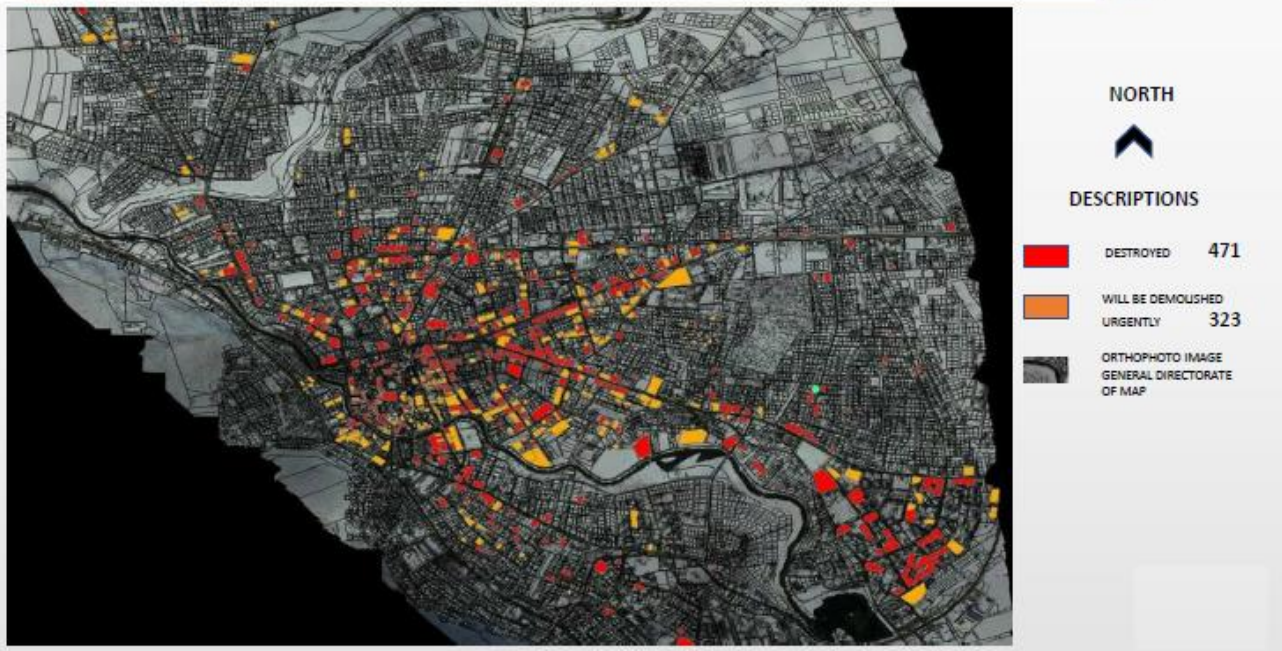 NORTH
DESCRIPTIONS
DESTROYED 471
WILL BE DEMOLISHED
URGENTLY 323
ORTHOPHOTO IMAGE
GENERAL DIRECTORATE
OF MAP